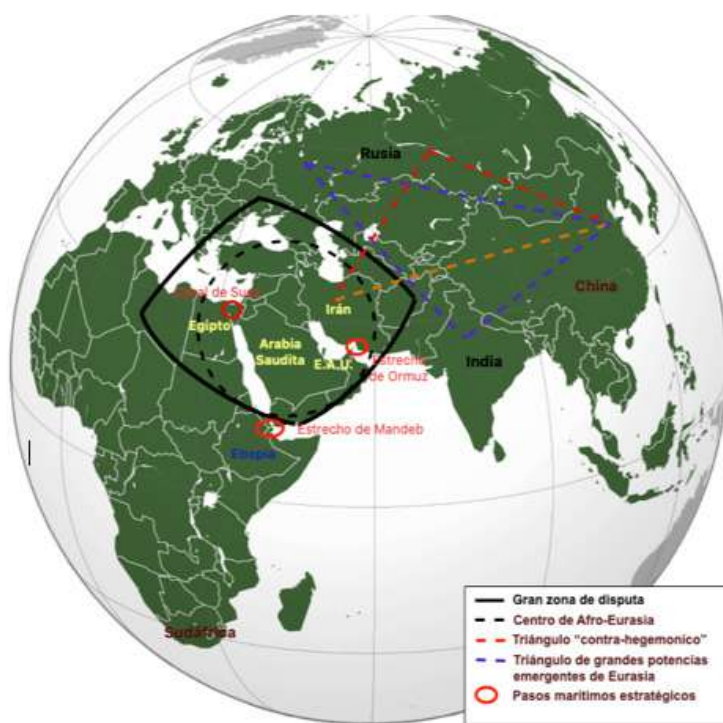 Rusia
China
Canal de Suez
Egipto
Irán
Arabia
Saudita
E.A.U.
Estrecho
de Ormuz
India
Estrecho de Mandeb
Etiopía
Sudáfrica
Gran zona de disputa
Centro de Afro-Eurasia
Triángulo “contra-hegemonico”
Triángulo de grandes potencias
emergentes de Eurasia
Pasos marítimos estratégicos